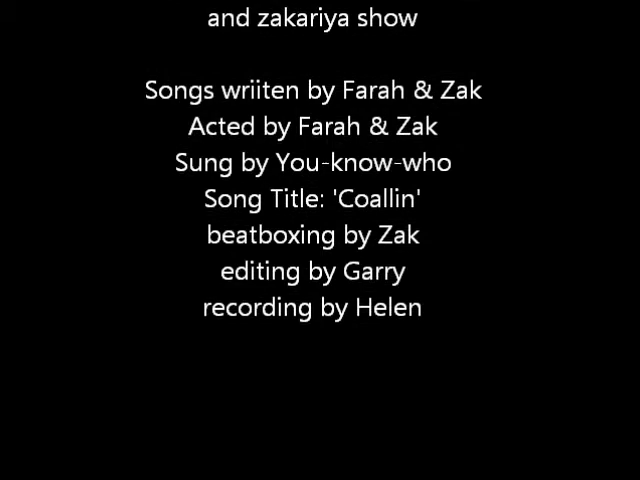 and zakariya show
Songs wriiten by Farah & Zak
Acted by Farah & Zak
Sung by You-know-who
Song Title: 'Coallin'
beatboxing by Zak
editing by Garry
recording by Helen